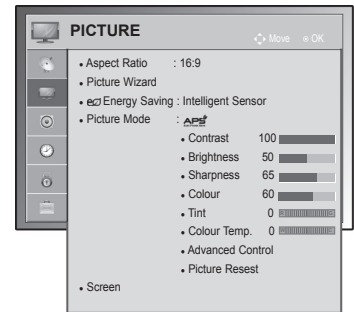 PICTURE
Move OK
• Aspect Ratio : 16:9
• Picture Wizard
• Energy Saving : Intelligent Sensor
• Picture Mode : APS
• Contrast 100
• Brightness 50
• Sharpness 65
• Colour 60
• Tint 0
• Colour Temp. 0
• Advanced Control
• Picture Resest
• Screen